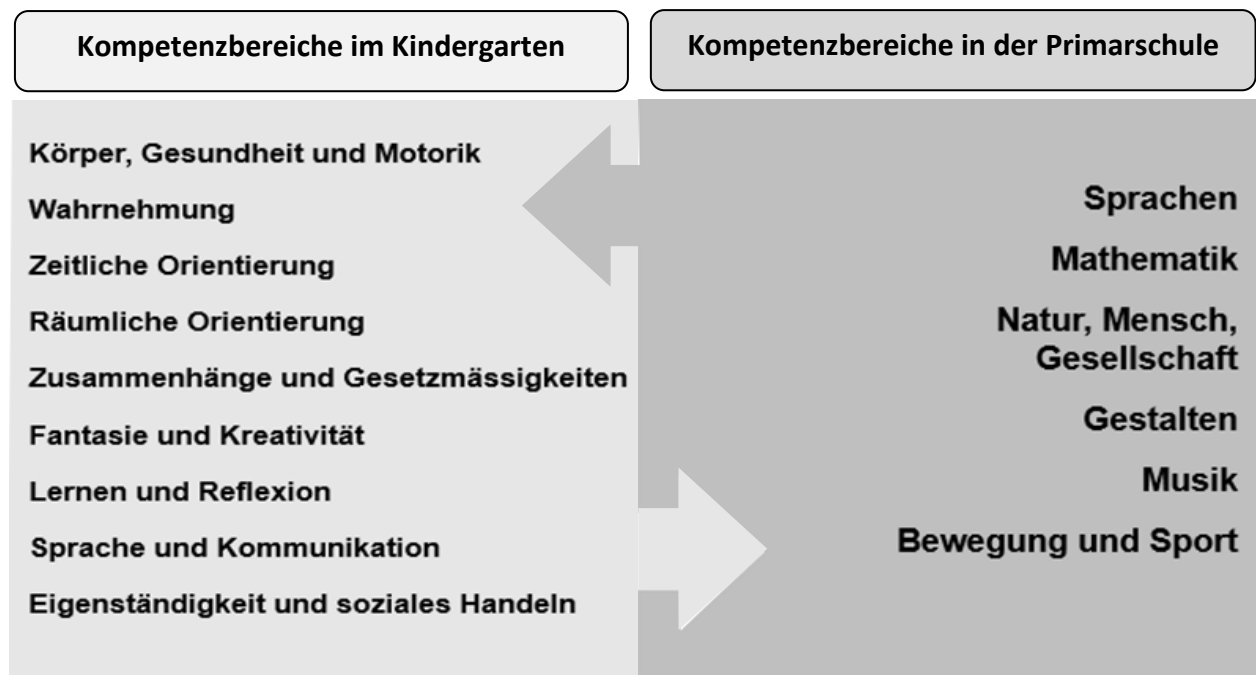 Kompetenzbereiche im Kindergarten
Körper, Gesundheit und Motorik
Wahrnehmung
Zeitliche Orientierung
Räumliche Orientierung
Zusammenhänge und Gesetzmässigkeiten
Fantasie und Kreativität
Lernen und Reflexion
Sprache und Kommunikation
Eigenständigkeit und soziales Handeln
Kompetenzbereiche in der Primarschule
Sprachen
Mathematik
Natur, Mensch,
Gesellschaft
Gestalten
Musik
Bewegung und Sport